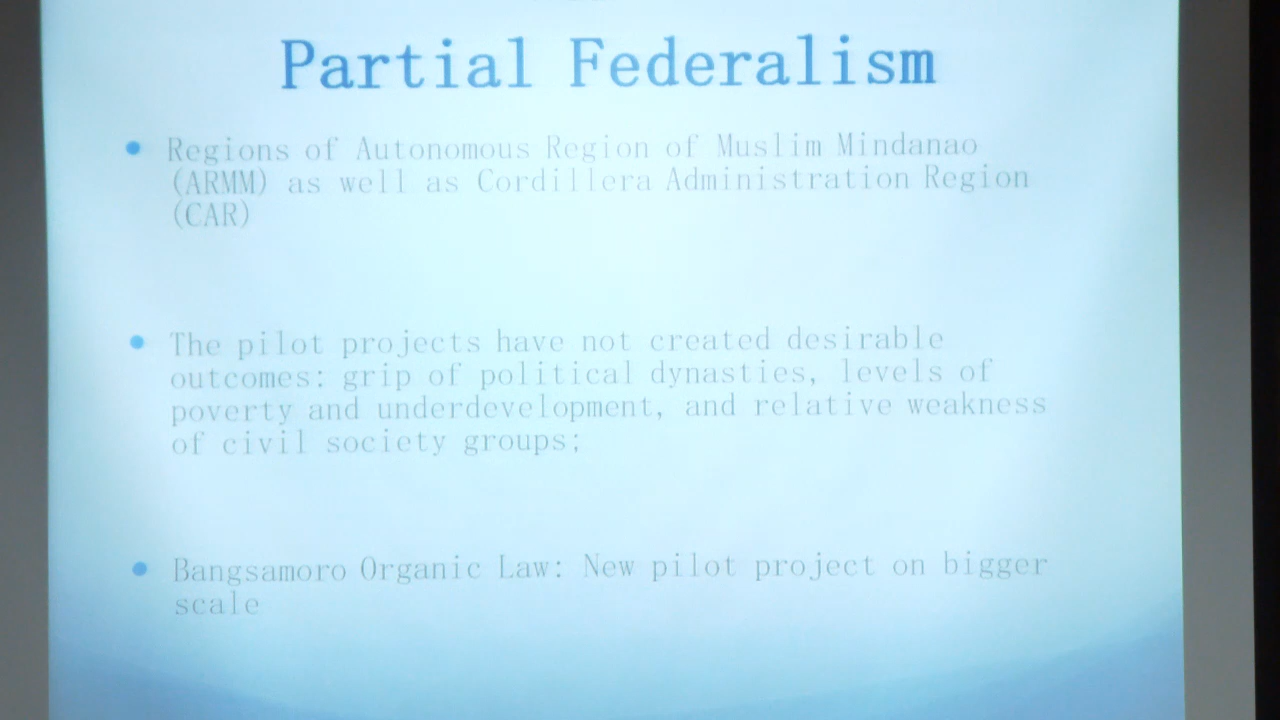 Partial Federalism
• Regions of Autonomous Region of Muslim Mindanao
(ARMM) as well as Cordillera Administration Region
(CAR)
• The pilot projects have not created desirable
outcomes: grip of political dynasties, levels of
poverty and underdevelopment, and relative weakness
of civil society groups;
• Bangsamoro Organic Law: New pilot project on bigger
scale